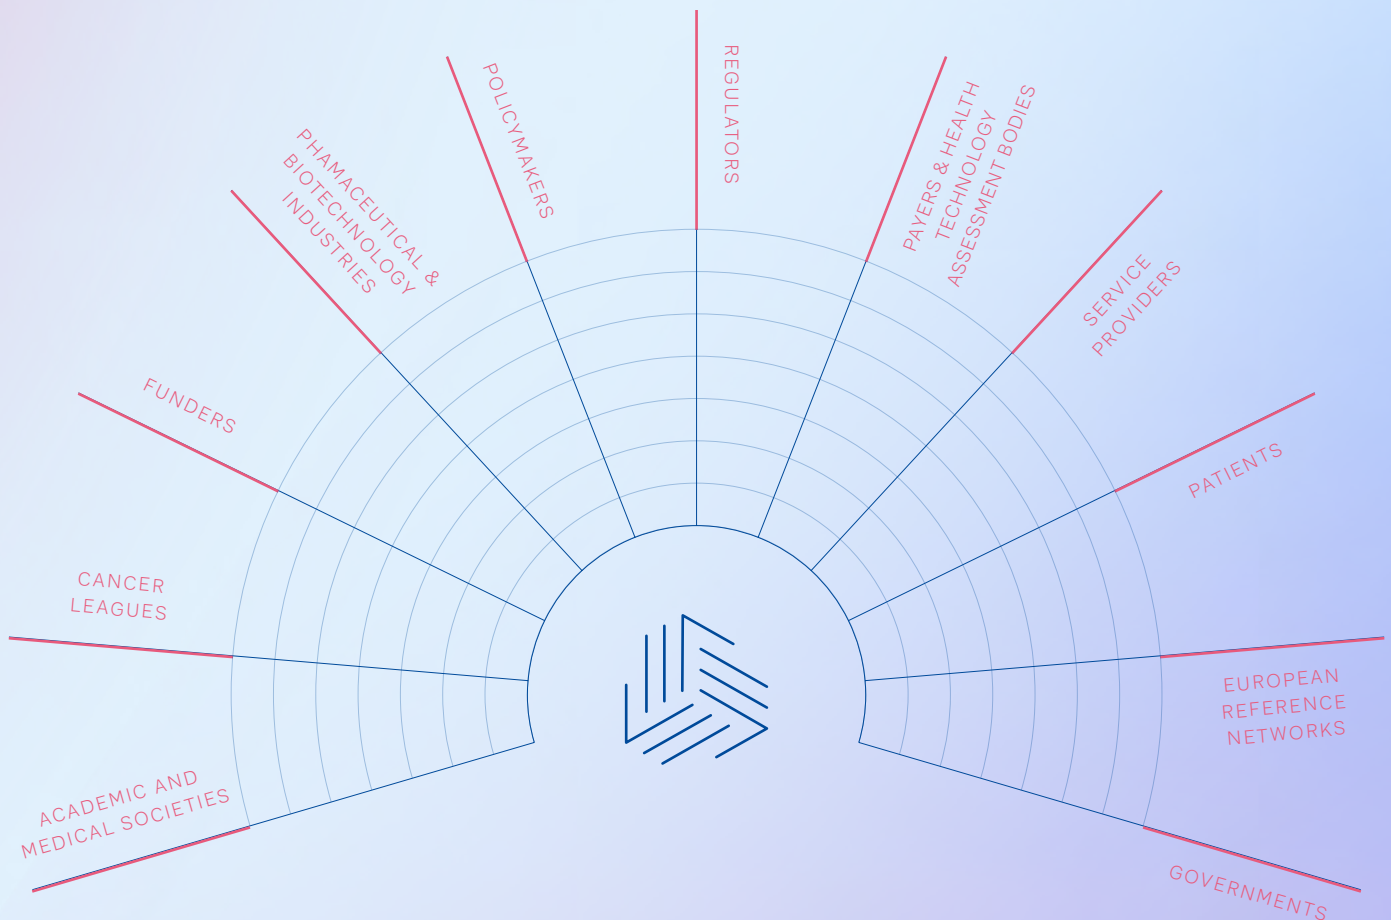 ACADEMIC AND
MEDICAL SOCIETIES
CANCER
LEAGUES
FUNDERS
PHAMACEUTICAL &
BIOTECHNOLOGY
INDUSTRIES
POLICYMAKERS
REGULATORS
PAYERS & HEALTH
TECHNOLOGY
ASSESSMENT BODIES
SERVICE
PROVIDERS
PATIENTS
EUROPEAN
REFERENCE
NETWORKS
GOVERNMENTS